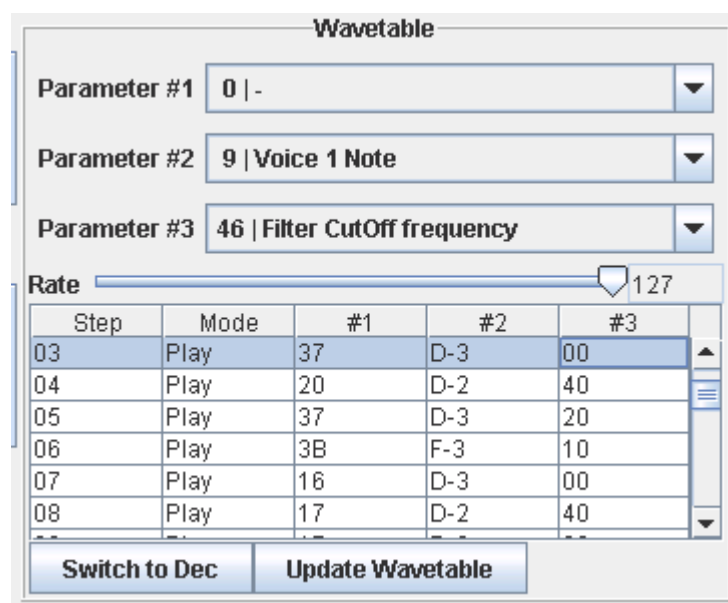 Wavetable
Parameter #1 0 | -
Parameter #2 9 | Voice 1 Note
Parameter #3 46 | Filter CutOff frequency
Rate 127
Step Mode #1 #2 #3
03 Play 37 D-3 00
04 Play 20 D-2 40
05 Play 37 D-3 20
06 Play 3B F-3 10
07 Play 16 D-3 00
08 Play 17 D-2 40
Switch to Dec Update Wavetable